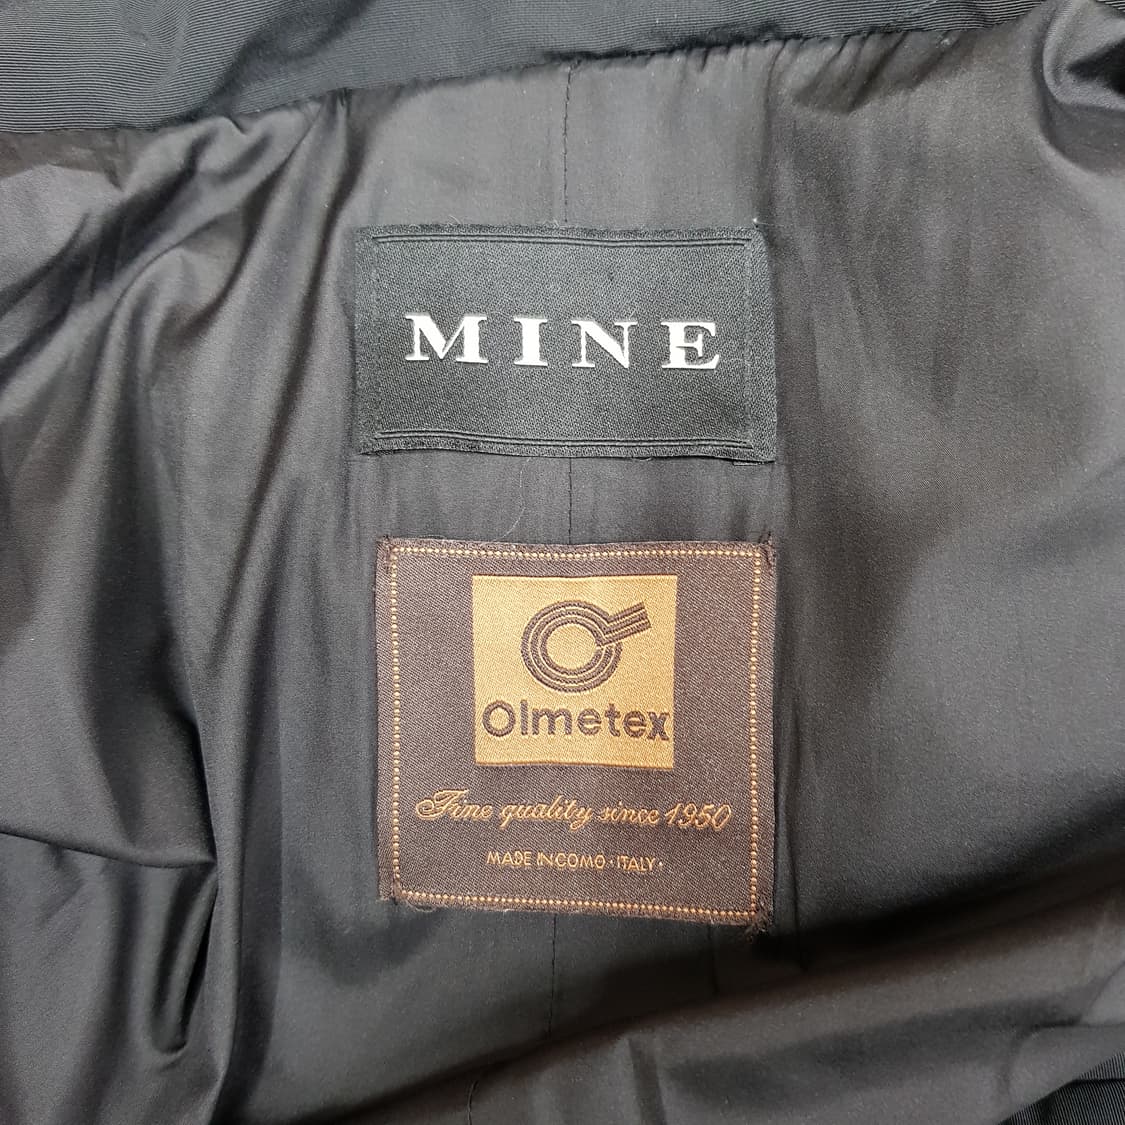 MINE
Olmetex
Fine quality since 1950
MADE IN COMO · ITALY ·